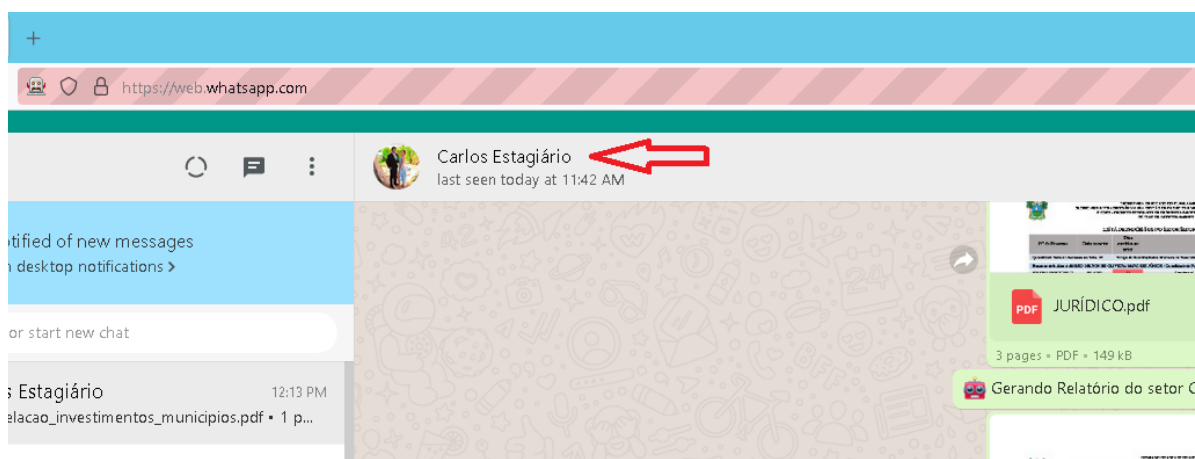 https://web.whatsapp.com
Carlos Estagiário
last seen today at 11:42 AM
otified of new messages
desktop notifications >
or start new chat
PDF JURÍDICO.pdf
3 pages • PDF • 149 kB
s Estagiário 12:13 PM
elacao_investimentos_municipios.pdf • 1 p...
Gerando Relatório do setor